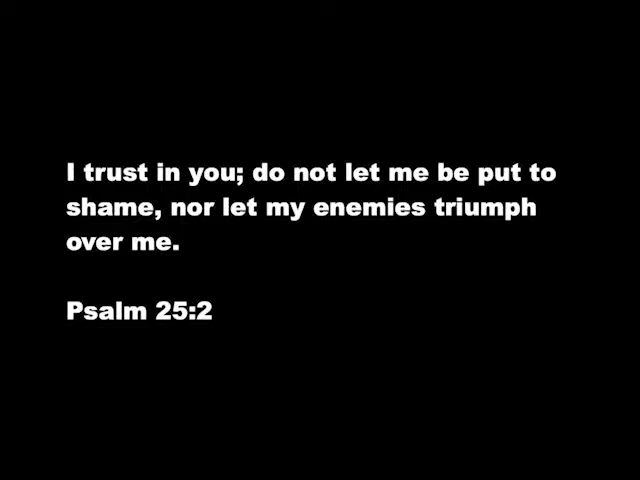 I trust in you; do not let me be put to
shame, nor let my enemies triumph
over me.
Psalm 25:2